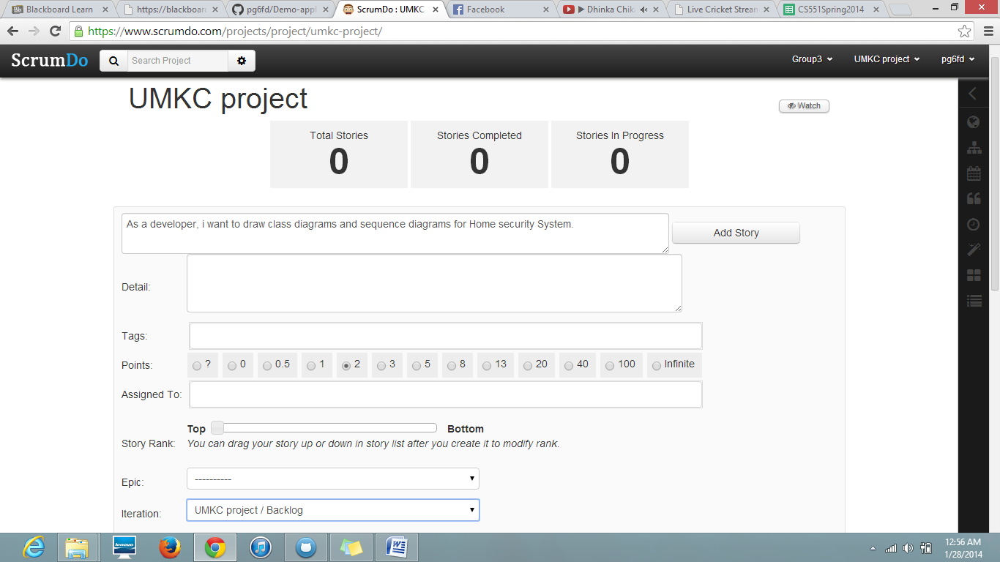 Blackboard Learn
https://blackboar
pg6fd/Demo-appl
ScrumDo : UMKC
Facebook
▶ Dhinka Chik
Live Cricket Stream
CS551Spring2014
https://www.scrumdo.com/projects/project/umkc-project/
ScrumDo
Search Project
Group3
UMKC project
pg6fd
UMKC project
Watch
Total Stories
0
Stories Completed
0
Stories In Progress
0
As a developer, i want to draw class diagrams and sequence diagrams for Home security System.
Add Story
Detail:
Tags:
Points: ? 0 0.5 1 2 3 5 8 13 20 40 100 Infinite
Assigned To:
Top Bottom
Story Rank: You can drag your story up or down in story list after you create it to modify rank.
Epic: ----------
Iteration: UMKC project / Backlog
lenovo
12:56 AM
1/28/2014